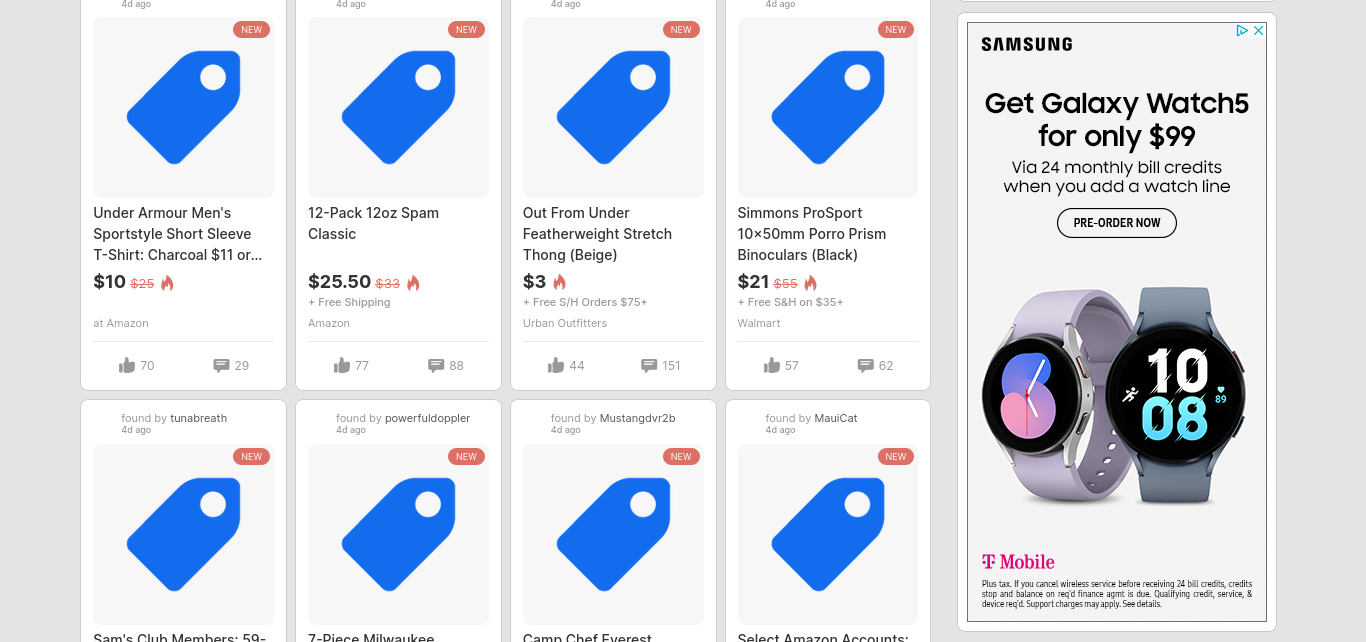 4d ago
4d ago
4d ago
4d ago
NEW
NEW
NEW
NEW
Under Armour Men's
Sportstyle Short Sleeve
T-Shirt: Charcoal $11 or...
$10 $25
at Amazon
70
29
12-Pack 12oz Spam
Classic
$25.50 $33
+ Free Shipping
Amazon
77
88
Out From Under
Featherweight Stretch
Thong (Beige)
$3
+ Free S/H Orders $75+
Urban Outfitters
44
151
Simmons ProSport
10x50mm Porro Prism
Binoculars (Black)
$21 $55
+ Free S&H on $35+
Walmart
57
62
found by tunabreath
4d ago
NEW
Sam's Club Members: 59-
found by powerfuldoppler
4d ago
NEW
7-Piece Milwaukee
found by Mustangdvr2b
4d ago
NEW
Camp Chef Everest
found by MauiCat
4d ago
NEW
Select Amazon Accounts:
SAMSUNG
Get Galaxy Watch5
for only $99
Via 24 monthly bill credits
when you add a watch line
PRE-ORDER NOW
10
08
89
T Mobile
Plus tax. If you cancel wireless service before receiving 24 bill credits, credits
stop and balance on req'd finance agmt is due. Qualifying credit, service, &
device req'd. Support charges may apply. See details.